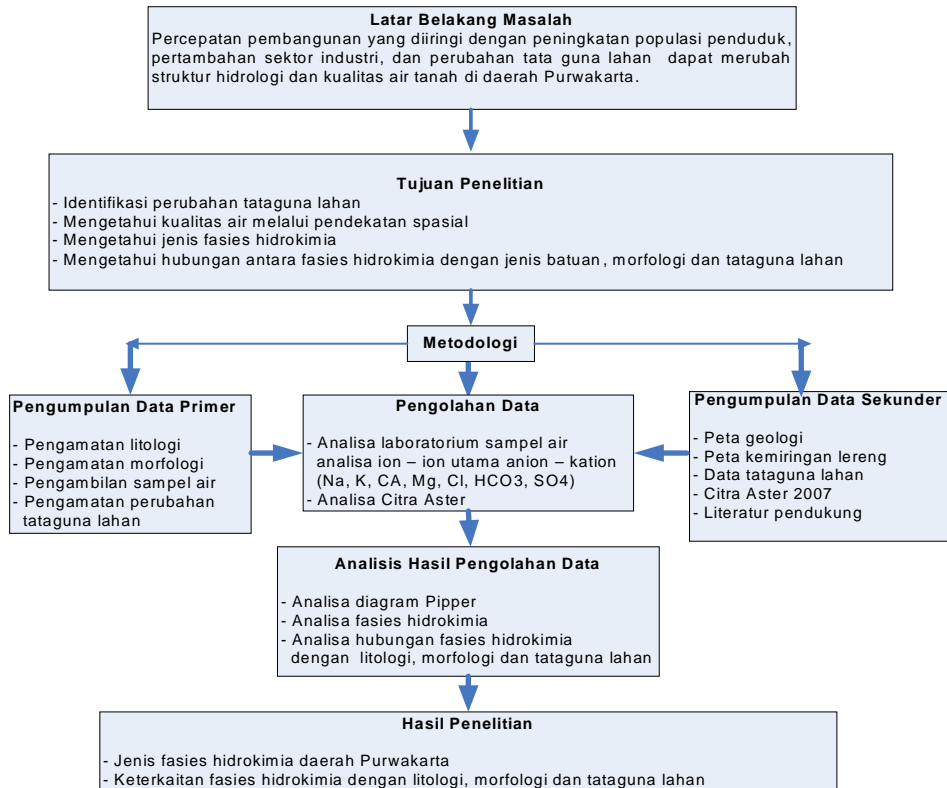 Latar Belakang Masalah
Percepatan pembangunan yang diiringi dengan peningkatan populasi penduduk,
pertambahan sektor industri, dan perubahan tata guna lahan dapat merubah
struktur hidrologi dan kualitas air tanah di daerah Purwakarta.
Tujuan Penelitian
- Identifikasi perubahan tataguna lahan
- Mengetahui kualitas air melalui pendekatan spasial
- Mengetahui jenis fasies hidrokimia
- Mengetahui hubungan antara fasies hidrokimia dengan jenis batuan, morfologi dan tataguna lahan
Metodologi
Pengumpulan Data Primer
- Pengamatan litologi
- Pengamatan morfologi
- Pengambilan sampel air
- Pengamatan perubahan
tataguna lahan
Pengolahan Data
- Analisa laboratorium sampel air
analisa ion – ion utama anion – kation
(Na, K, CA, Mg, Cl, HCO3, SO4)
- Analisa Citra Aster
Pengumpulan Data Sekunder
- Peta geologi
- Peta kemiringan lereng
- Data tataguna lahan
- Citra Aster 2007
- Literatur pendukung
Analisis Hasil Pengolahan Data
- Analisa diagram Pipper
- Analisa fasies hidrokimia
- Analisa hubungan fasies hidrokimia
dengan litologi, morfologi dan tataguna lahan
Hasil Penelitian
- Jenis fasies hidrokimia daerah Purwakarta
- Keterkaitan fasies hidrokimia dengan litologi, morfologi dan tataguna lahan